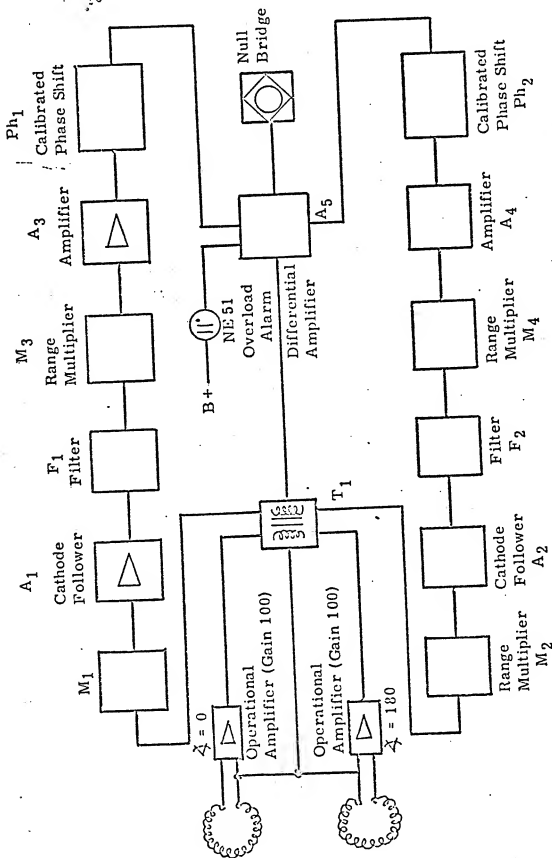 Ph₁
Calibrated
Phase Shift
A₃
Amplifier
M₃
Range
Multiplier
F₁
Filter
A₁
Cathode
Follower
M₁
Null
Bridge
A₅
B+
NE 51
Overload
Alarm
Differential
Amplifier
T₁
∡ = 0
Operational
Amplifier (Gain 100)
Operational
Amplifier (Gain 100)
∡ = 180
Calibrated
Phase Shift
Ph₂
Amplifier
A₄
Range
Multiplier
M₄
Filter
F₂
Cathode
Follower
A₂
Range
Multiplier
M₂